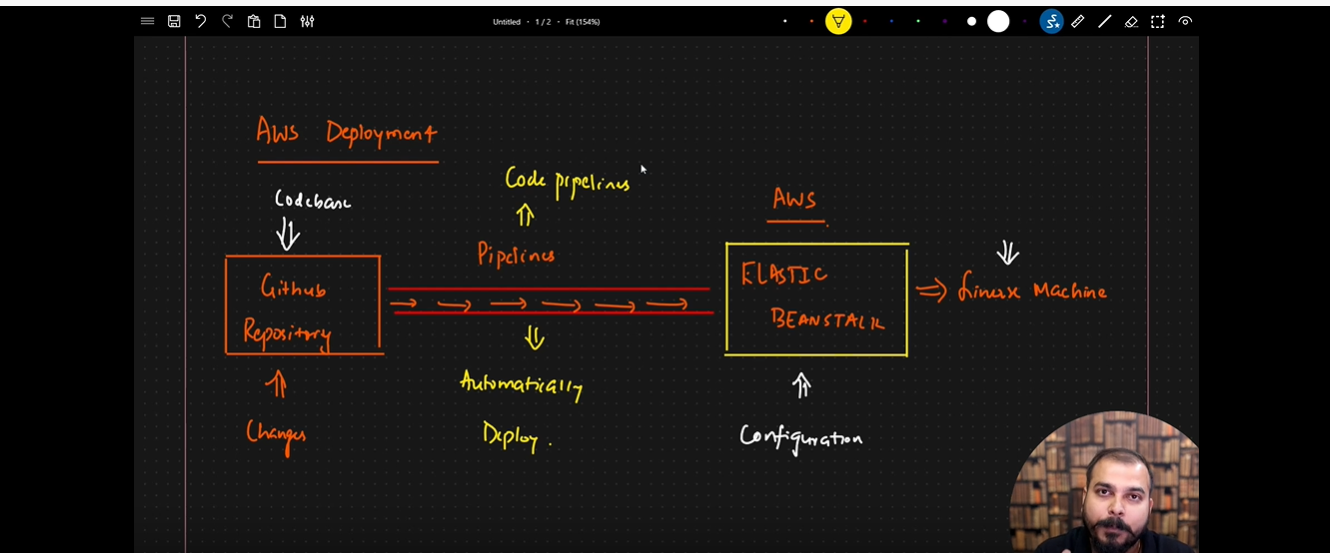 Untitled · 1 / 2 · Fit (154%)
AWS Deployment
Codebase
Code pipelines
AWS
Pipelines
Github
Repository
ELASTIC
BEANSTALK
Linux Machine
Automatically
Deploy.
Changes
Configuration